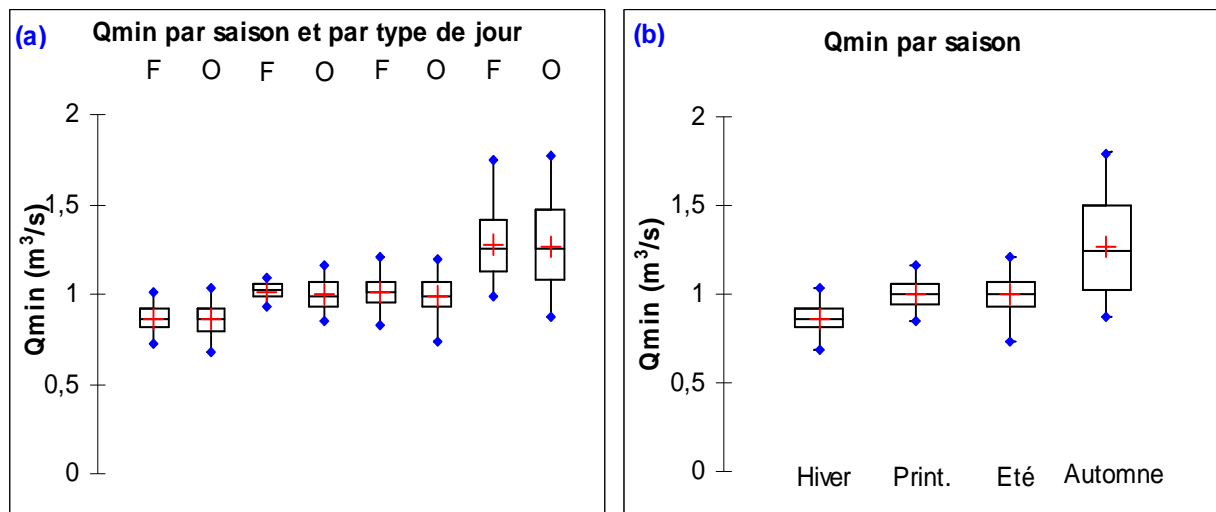 (a) Qmin par saison et par type de jour
F O F O F O F O
2
1,5
1
0,5
0
Qmin (m³/s)
(b) Qmin par saison
2
1,5
1
0,5
0
Qmin (m³/s)
Hiver Print. Eté Automne